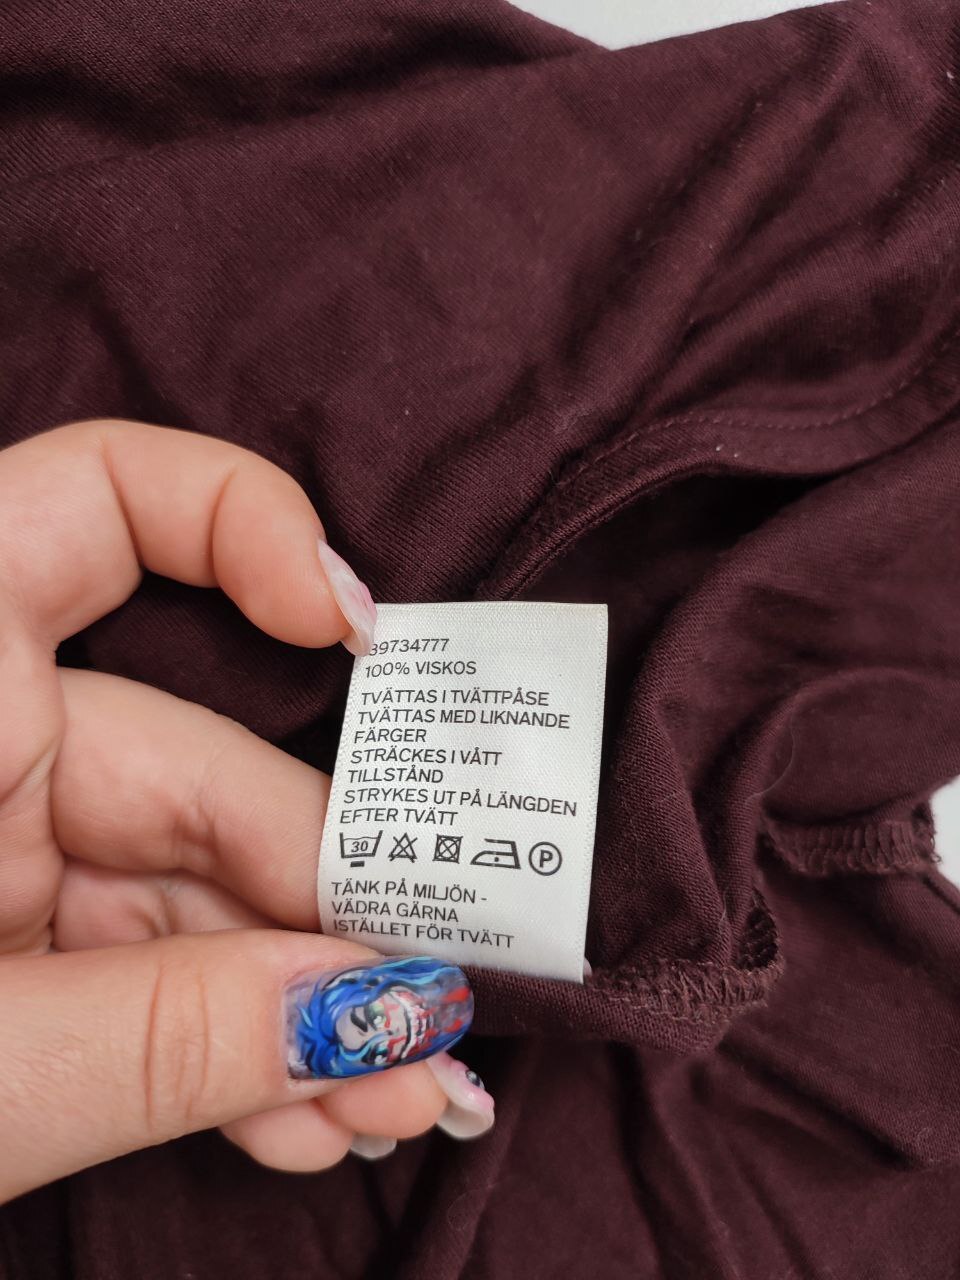 39734777
100% VISKOS
TVÄTTAS I TVÄTTPÅSE
TVÄTTAS MED LIKNANDE
FÄRGER
STRÄCKES I VÅTT
TILLSTÅND
STRYKES UT PÅ LÄNGDEN
EFTER TVÄTT
30 P
TÄNK PÅ MILJÖN -
VÄDRA GÄRNA
ISTÄLLET FÖR TVÄTT